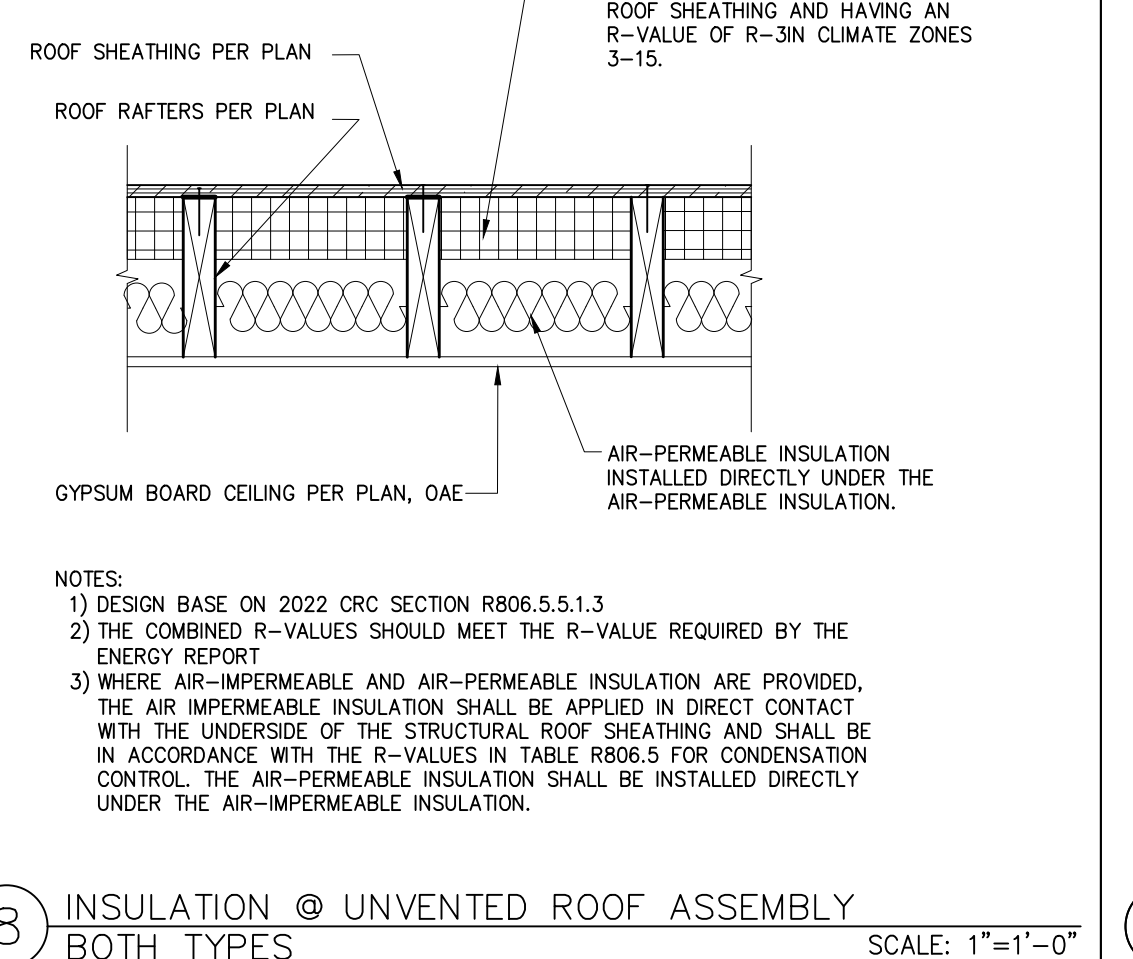 ROOF SHEATHING AND HAVING AN
R-VALUE OF R-3IN CLIMATE ZONES
3-15.
ROOF SHEATHING PER PLAN
ROOF RAFTERS PER PLAN
AIR-PERMEABLE INSULATION
INSTALLED DIRECTLY UNDER THE
AIR-PERMEABLE INSULATION.
GYPSUM BOARD CEILING PER PLAN, OAE
NOTES:
1) DESIGN BASE ON 2022 CRC SECTION R806.5.5.1.3
2) THE COMBINED R-VALUES SHOULD MEET THE R-VALUE REQUIRED BY THE
ENERGY REPORT
3) WHERE AIR-IMPERMEABLE AND AIR-PERMEABLE INSULATION ARE PROVIDED,
THE AIR IMPERMEABLE INSULATION SHALL BE APPLIED IN DIRECT CONTACT
WITH THE UNDERSIDE OF THE STRUCTURAL ROOF SHEATHING AND SHALL BE
IN ACCORDANCE WITH THE R-VALUES IN TABLE R806.5 FOR CONDENSATION
CONTROL. THE AIR-PERMEABLE INSULATION SHALL BE INSTALLED DIRECTLY
UNDER THE AIR-IMPERMEABLE INSULATION.
8 INSULATION @ UNVENTED ROOF ASSEMBLY
BOTH TYPES SCALE: 1"=1'-0"